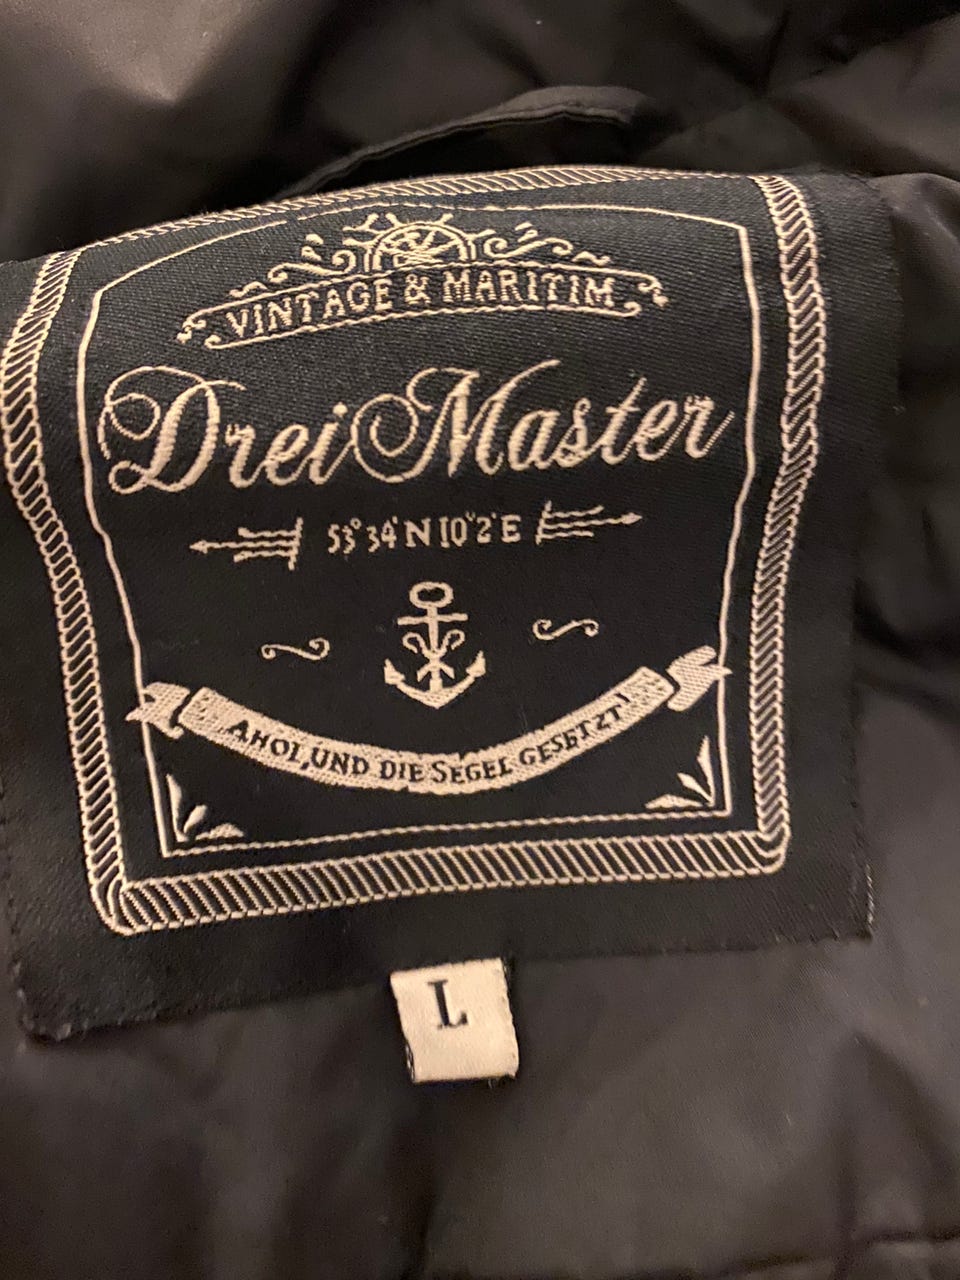 VINTAGE & MARITIM
DreiMaster
53°34'N 10°2'E
AHOI, UND DIE SEGEL GESETZT!
L